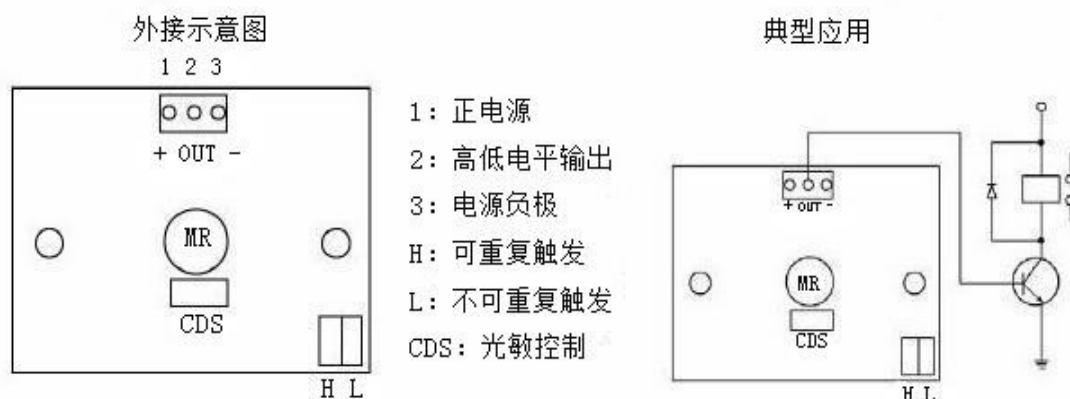 外接示意图
1 2 3
+ OUT -
MR
CDS
H L
1: 正电源
2: 高低电平输出
3: 电源负极
H: 可重复触发
L: 不可重复触发
CDS: 光敏控制
典型应用
+ OUT -
MR
CDS
H L